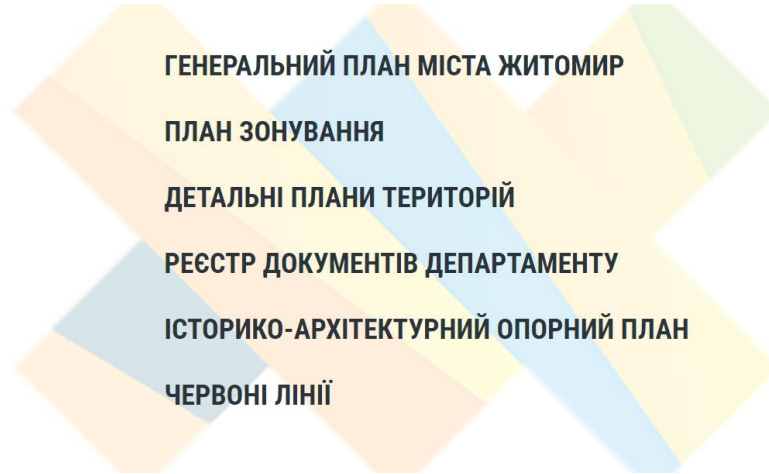 ГЕНЕРАЛЬНИЙ ПЛАН МІСТА ЖИТОМИР
ПЛАН ЗОНУВАННЯ
ДЕТАЛЬНІ ПЛАНИ ТЕРИТОРІЙ
РЕЄСТР ДОКУМЕНТІВ ДЕПАРТАМЕНТУ
ІСТОРИКО-АРХІТЕКТУРНИЙ ОПОРНИЙ ПЛАН
ЧЕРВОНІ ЛІНІЇ